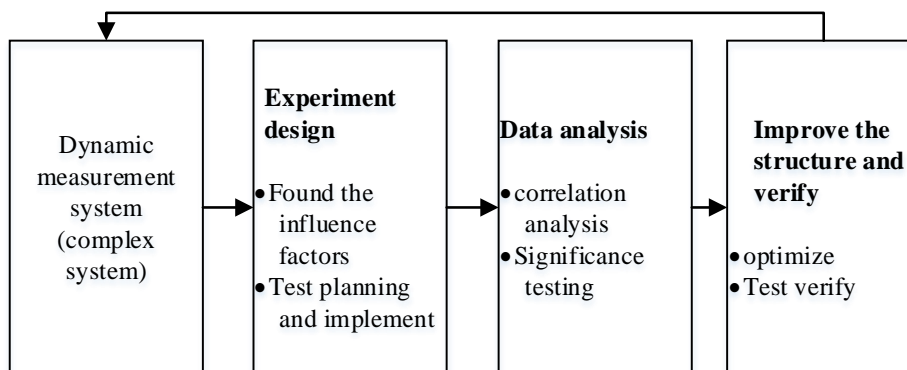 Dynamic
measurement
system
(complex
system)
Experiment
design
•Found the
influence
factors
•Test planning
and implement
Data analysis
•correlation
analysis
•Significance
testing
Improve the
structure and
verify
•optimize
•Test verify